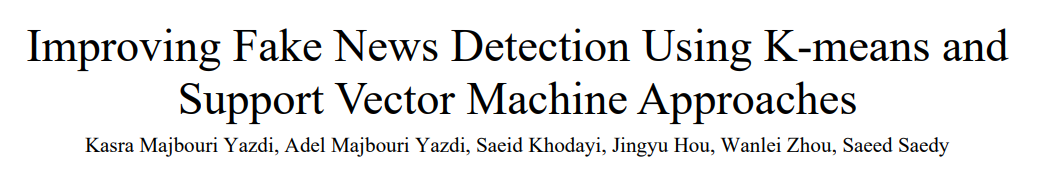 Improving Fake News Detection Using K-means and
Support Vector Machine Approaches
Kasra Majbouri Yazdi, Adel Majbouri Yazdi, Saeid Khodayi, Jingyu Hou, Wanlei Zhou, Saeed Saedy